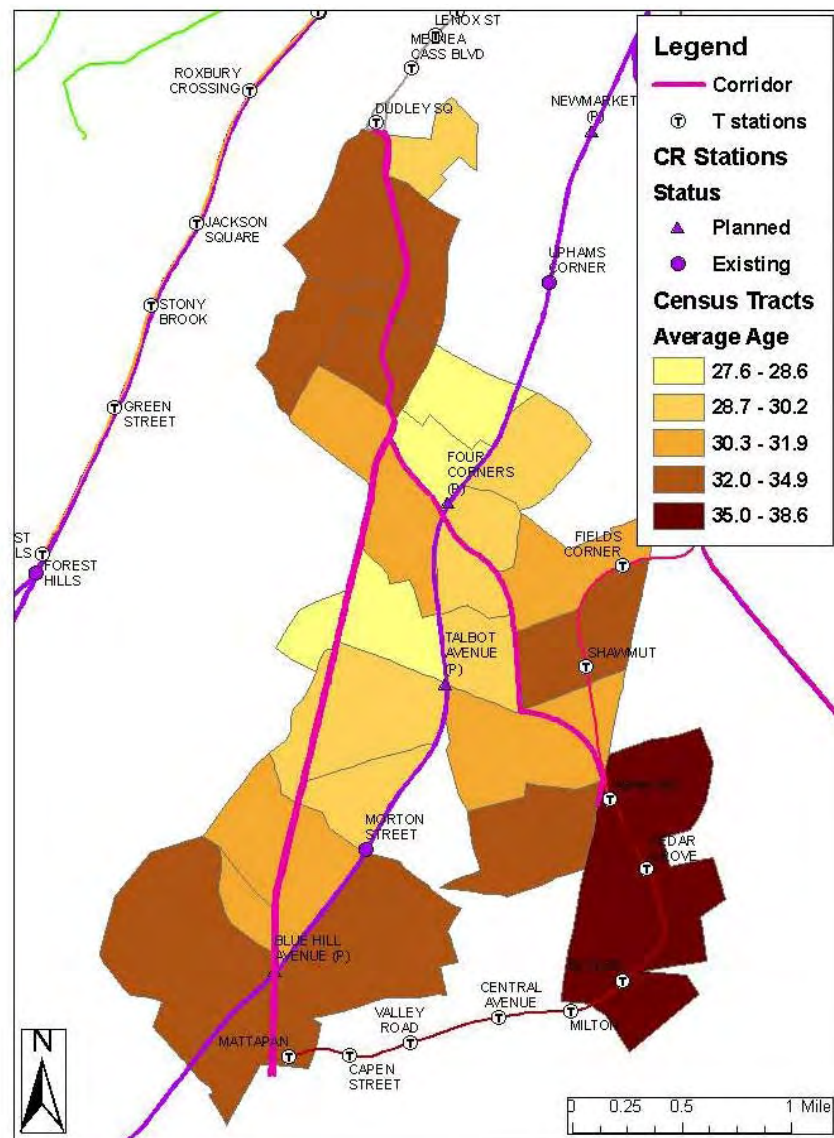 LENOX ST
MELNEA
CASS BLVD
ROXBURY
CROSSING
DUDLEY SQ
NEWMARKET
(P)
JACKSON
SQUARE
UPHAMS
CORNER
STONY
BROOK
GREEN
STREET
FOUR
CORNERS
(P)
FIELDS
CORNER
ST
LS
FOREST
HILLS
TALBOT
AVENUE
(P)
SHAWMUT
MORTON
STREET
CEDAR
GROVE
BLUE HILL
AVENUE (P)
CENTRAL
AVENUE
VALLEY
ROAD
MILTON
MATTAPAN
CAPEN
STREET
Legend
Corridor
T T stations
CR Stations
Status
Planned
Existing
Census Tracts
Average Age
27.6 - 28.6
28.7 - 30.2
30.3 - 31.9
32.0 - 34.9
35.0 - 38.6
N
0 0.25 0.5 1 Mile